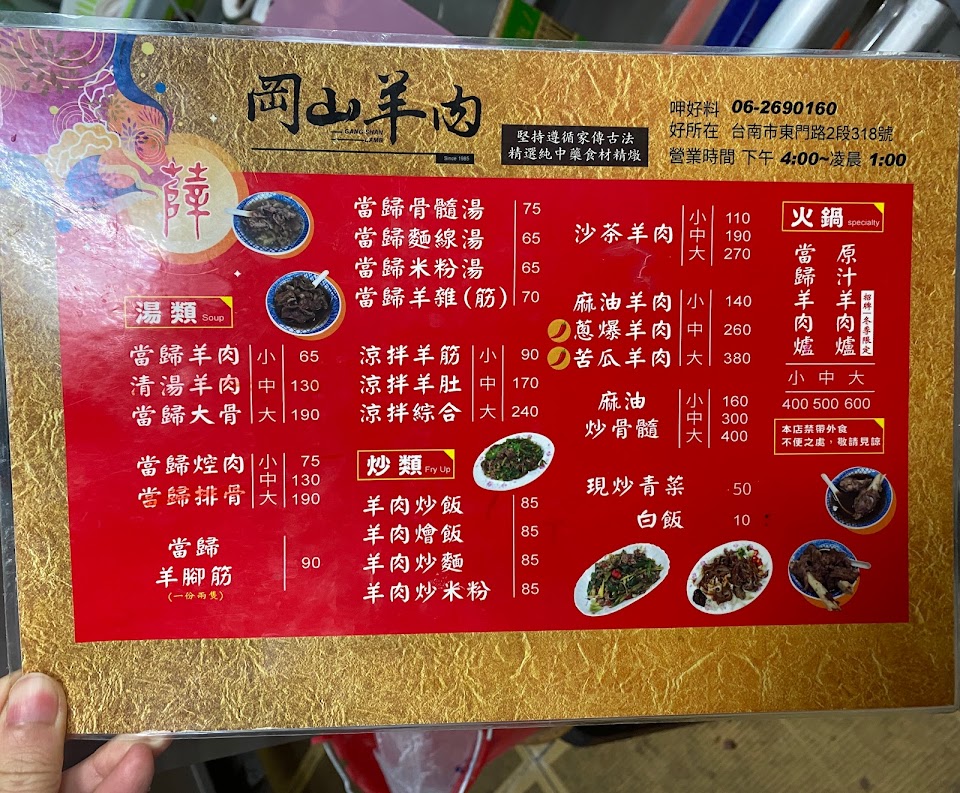 岡山羊肉
GANG SHAN
LAMB
Since 1985
堅持遵循家傳古法
精選純中藥食材精燉
呷好料 06-2690160
好所在 台南市東門路2段318號
營業時間 下午 4:00~凌晨 1:00
薛
湯類 Soup
當歸羊肉 小 65
清湯羊肉 中 130
當歸大骨 大 190
當歸焢肉 小 75
中 130
當歸排骨 大 190
當歸
羊腳筋 90
(一份兩隻)
當歸骨髓湯 75
當歸麵線湯 65
當歸米粉湯 65
當歸羊雜(筋) 70
涼拌羊筋 小 90
涼拌羊肚 中 170
涼拌綜合 大 240
炒類 Fry Up
羊肉炒飯 85
羊肉燴飯 85
羊肉炒麵 85
羊肉炒米粉 85
沙茶羊肉 小 110
中 190
大 270
麻油羊肉 小 140
蔥爆羊肉 中 260
苦瓜羊肉 大 380
麻油 小 160
中 300
炒骨髓 大 400
現炒青菜 50
白飯 10
火鍋 specialty
原汁羊肉爐
招牌|冬季限定
當歸羊肉爐
小 中 大
400 500 600
本店禁帶外食
不便之處,敬請見諒